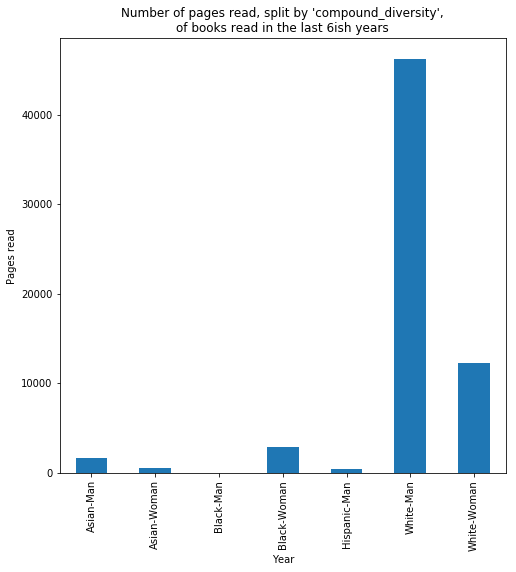 Number of pages read, split by 'compound_diversity',
of books read in the last 6ish years
Pages read
40000
30000
20000
10000
0
Asian-Man
Asian-Woman
Black-Man
Black-Woman
Hispanic-Man
White-Man
White-Woman
Year